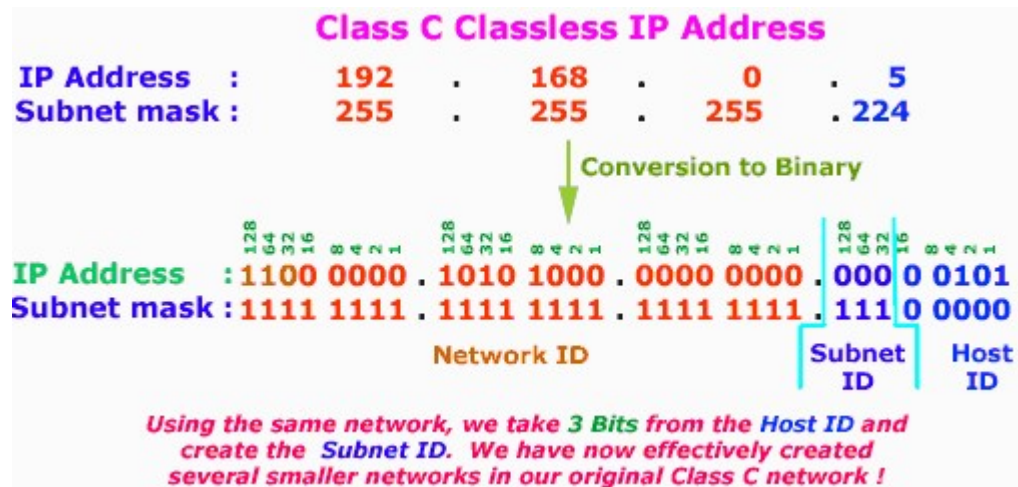 Class C Classless IP Address
IP Address : 192 . 168 . 0 . 5
Subnet mask : 255 . 255 . 255 . 224
Conversion to Binary
128 64 32 16 8 4 2 1 128 64 32 16 8 4 2 1 128 64 32 16 8 4 2 1 128 64 32 16 8 4 2 1
IP Address : 1100 0000 . 1010 1000 . 0000 0000 . 000 0 0101
Subnet mask : 1111 1111 . 1111 1111 . 1111 1111 . 111 0 0000
Network ID
Subnet ID
Host ID
Using the same network, we take 3 Bits from the Host ID and
create the Subnet ID. We have now effectively created
several smaller networks in our original Class C network !